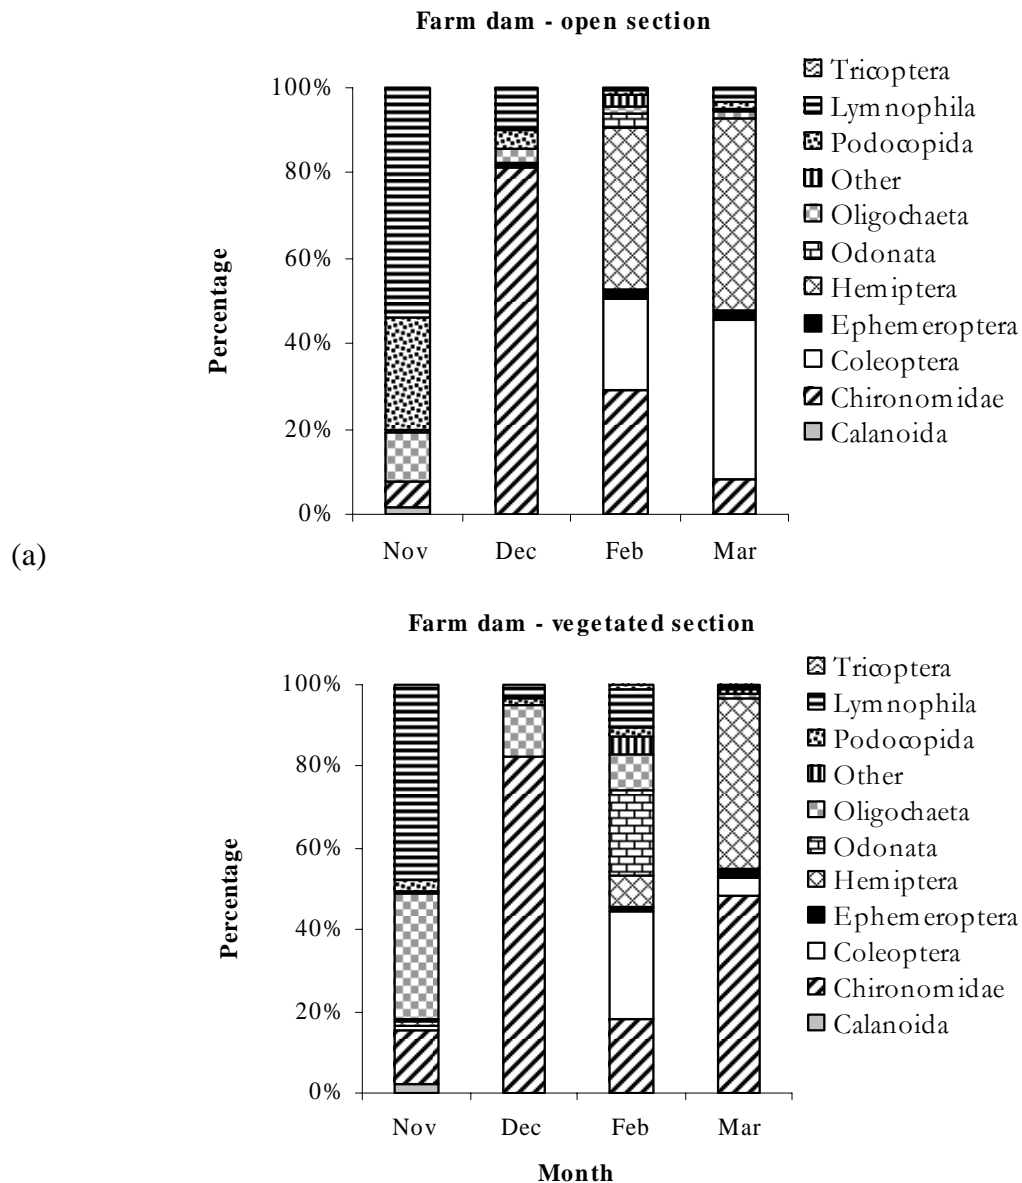 Farm dam - open section
100%
80%
60%
40%
20%
0%
Percentage
Nov Dec Feb Mar
Tricoptera
Lymnophila
Podocopida
Other
Oligochaeta
Odonata
Hemiptera
Ephemeroptera
Coleoptera
Chironomidae
Calanoida
(a)
Farm dam - vegetated section
100%
80%
60%
40%
20%
0%
Percentage
Nov Dec Feb Mar
Month
Tricoptera
Lymnophila
Podocopida
Other
Oligochaeta
Odonata
Hemiptera
Ephemeroptera
Coleoptera
Chironomidae
Calanoida